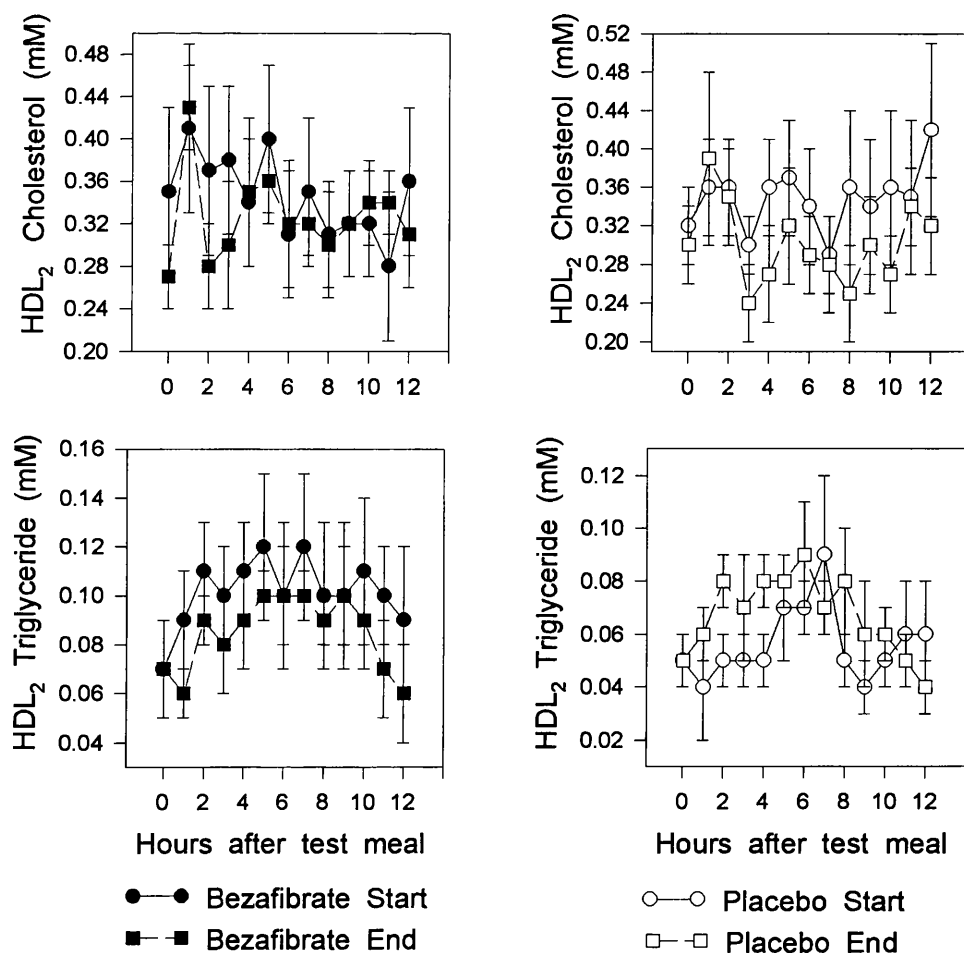 HDL₂ Cholesterol (mM)
0.48
0.44
0.40
0.36
0.32
0.28
0.24
0.20
0 2 4 6 8 10 12
HDL₂ Cholesterol (mM)
0.52
0.48
0.44
0.40
0.36
0.32
0.28
0.24
0.20
0 2 4 6 8 10 12
HDL₂ Triglyceride (mM)
0.16
0.14
0.12
0.10
0.08
0.06
0.04
0 2 4 6 8 10 12
Hours after test meal
HDL₂ Triglyceride (mM)
0.12
0.10
0.08
0.06
0.04
0.02
0 2 4 6 8 10 12
Hours after test meal
Bezafibrate Start
Bezafibrate End
Placebo Start
Placebo End